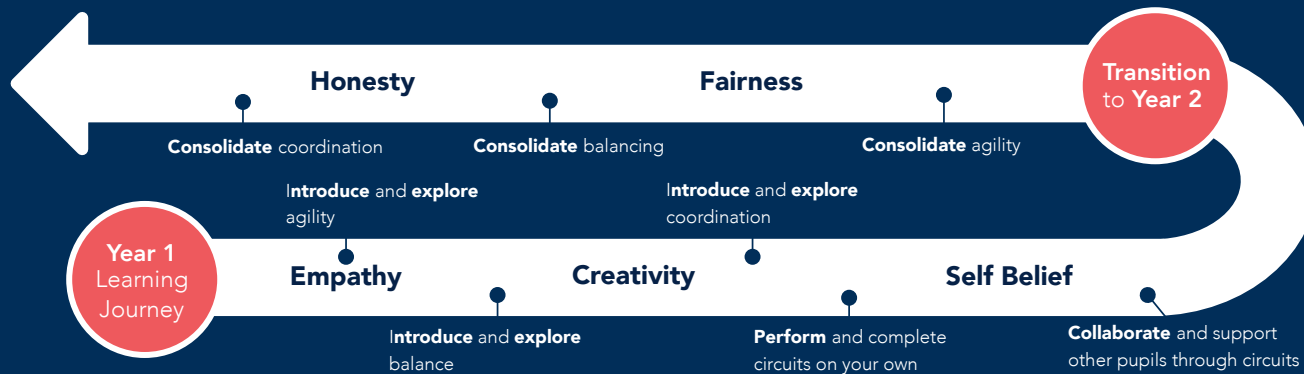 Honesty
Fairness
Transition
to Year 2
Consolidate coordination
Consolidate balancing
Consolidate agility
Introduce and explore
agility
Introduce and explore
coordination
Year 1
Learning
Journey
Empathy
Creativity
Self Belief
Introduce and explore
balance
Perform and complete
circuits on your own
Collaborate and support
other pupils through circuits